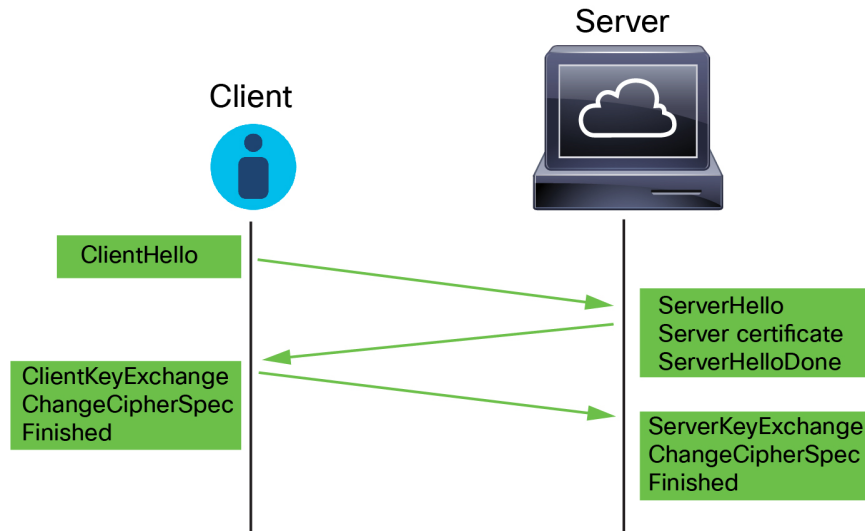 Server
Client
ClientHello
ServerHello
Server certificate
ServerHelloDone
ClientKeyExchange
ChangeCipherSpec
Finished
ServerKeyExchange
ChangeCipherSpec
Finished